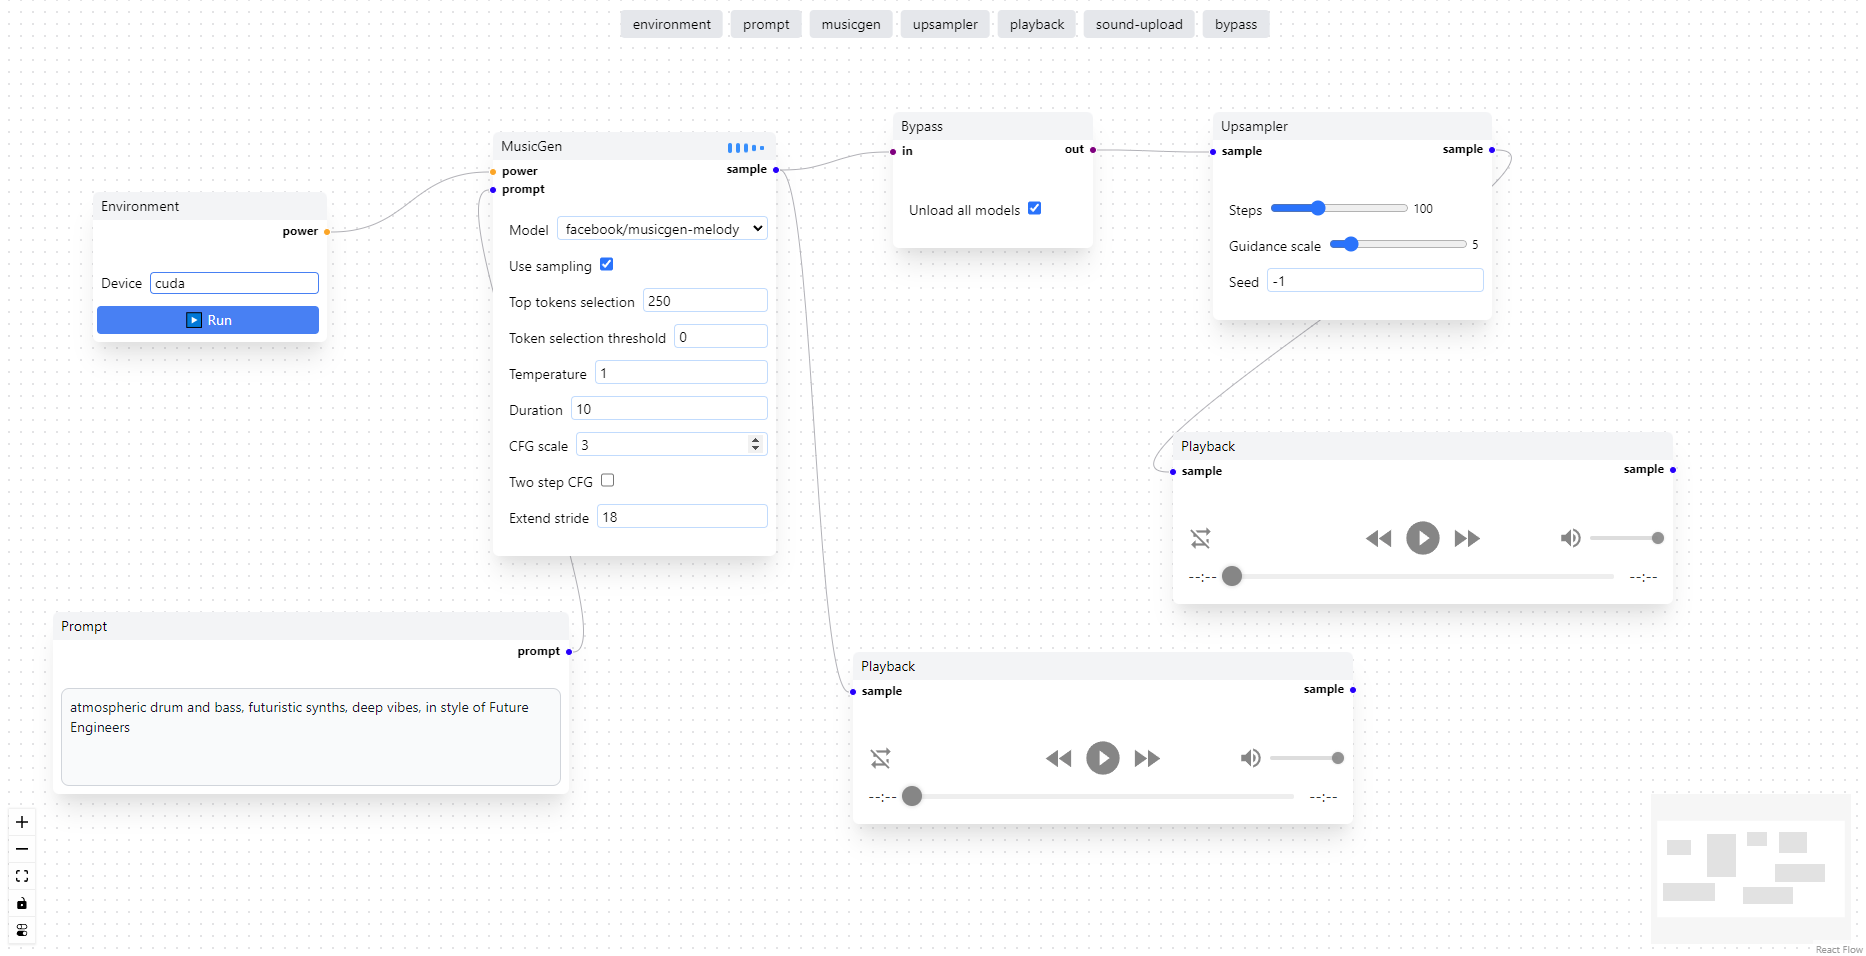 environment prompt musicgen upsampler playback sound-upload bypass
Environment
power
Device cuda
Run
MusicGen
power sample
prompt
Model facebook/musicgen-melody
Use sampling
Top tokens selection 250
Token selection threshold 0
Temperature 1
Duration 10
CFG scale 3
Two step CFG
Extend stride 18
Bypass
in out
Unload all models
Upsampler
sample sample
Steps 100
Guidance scale 5
Seed -1
Playback
sample sample
--:-- --:--
Prompt
prompt
atmospheric drum and bass, futuristic synths, deep vibes, in style of Future
Engineers
Playback
sample sample
--:-- --:--
React Flow